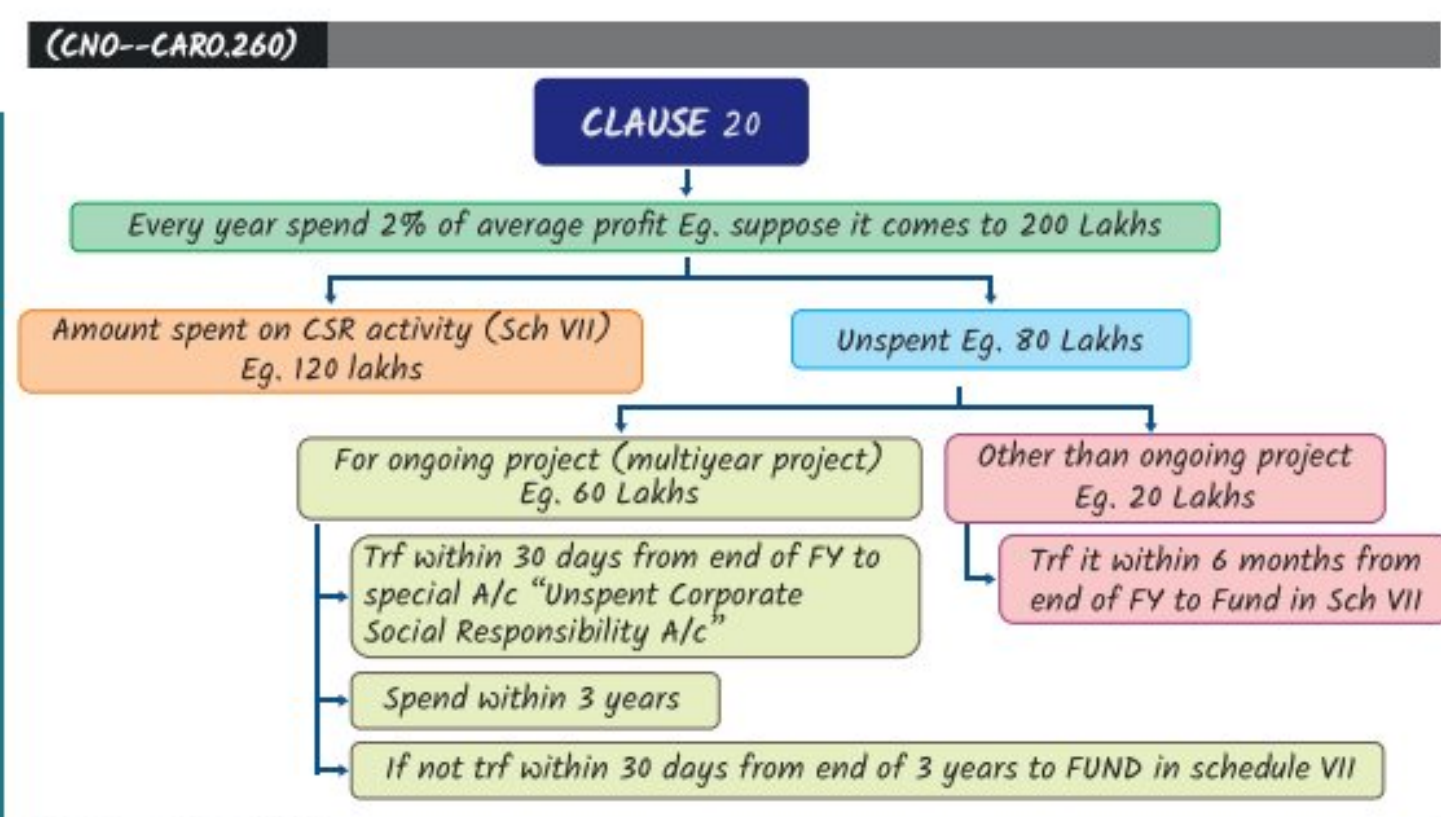 (CNO--CARO.260)
CLAUSE 20
Every year spend 2% of average profit Eg. suppose it comes to 200 Lakhs
Amount spent on CSR activity (Sch VII)
Eg. 120 lakhs
Unspent Eg. 80 Lakhs
For ongoing project (multiyear project)
Eg. 60 Lakhs
Other than ongoing project
Eg. 20 Lakhs
Trf within 30 days from end of FY to
special A/c “Unspent Corporate
Social Responsibility A/c”
Trf it within 6 months from
end of FY to Fund in Sch VII
Spend within 3 years
If not trf within 30 days from end of 3 years to FUND in schedule VII